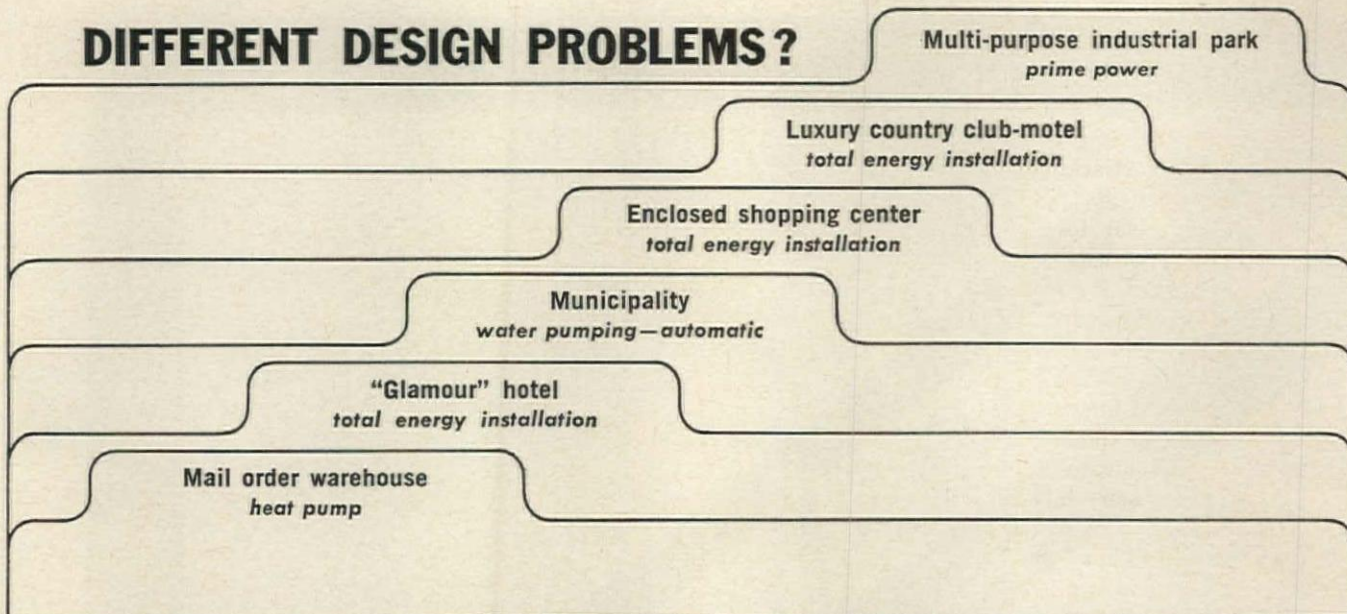 DIFFERENT DESIGN PROBLEMS?
Multi-purpose industrial park
prime power
Luxury country club-motel
total energy installation
Enclosed shopping center
total energy installation
Municipality
water pumping—automatic
“Glamour” hotel
total energy installation
Mail order warehouse
heat pump